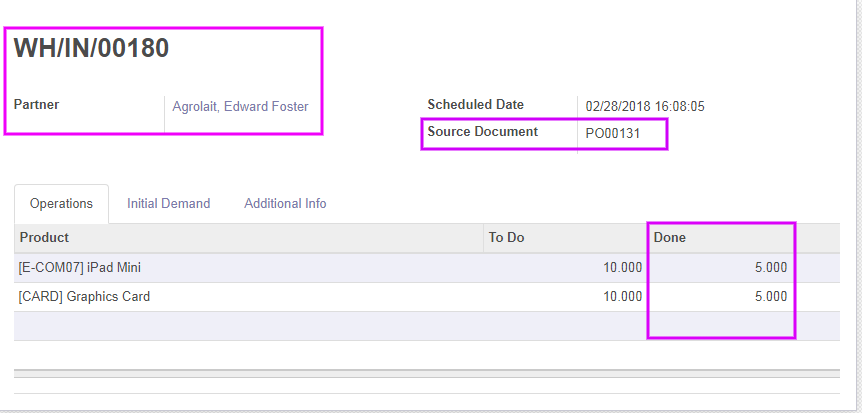 WH/IN/00180
Partner Agrolait, Edward Foster Scheduled Date 02/28/2018 16:08:05
Source Document PO00131
Operations Initial Demand Additional Info
Product To Do Done
[E-COM07] iPad Mini 10.000 5.000
[CARD] Graphics Card 10.000 5.000